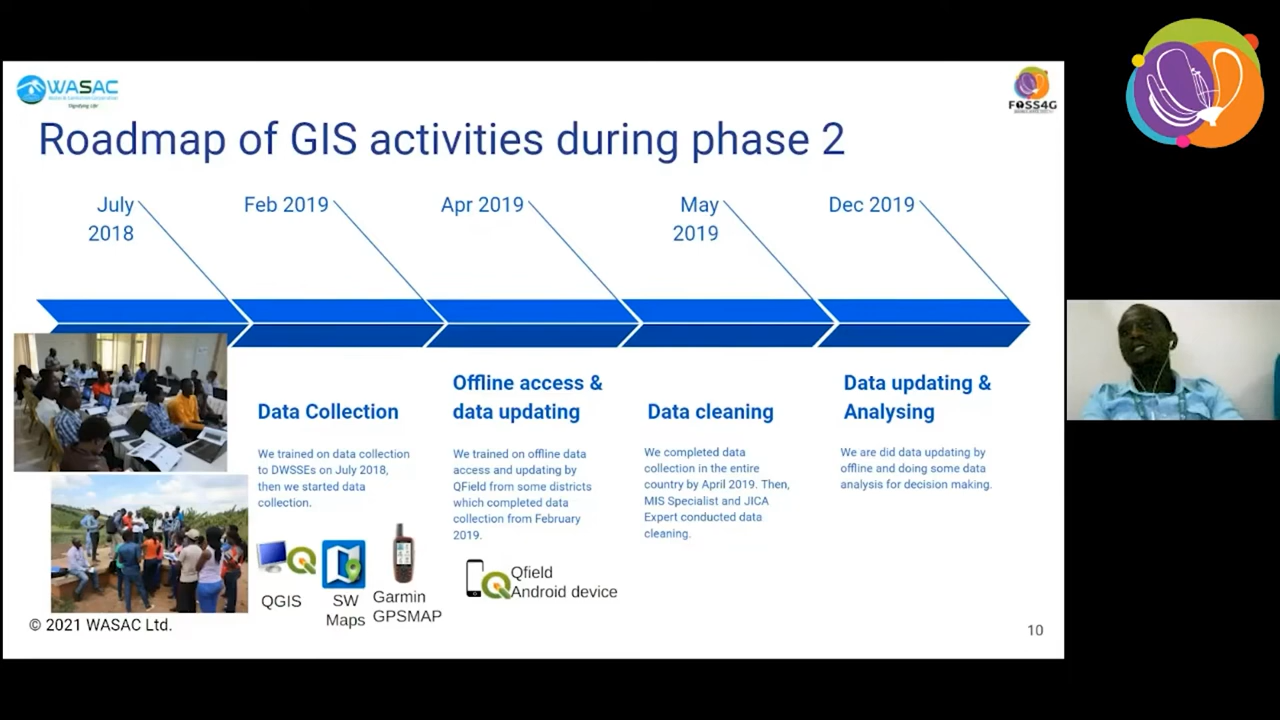 WASAC
FOSS4G
Roadmap of GIS activities during phase 2
July
2018
Feb 2019
Apr 2019
May
2019
Dec 2019
Data Collection
We trained on data collection
to DWSSEs on July 2018,
then we started data
collection.
QGIS
SW
Maps
Garmin
GPSMAP
Offline access &
data updating
We trained on offline data
access and updating by
QField from some districts
which completed data
collection from February
2019.
Qfield
Android device
Data cleaning
We completed data
collection in the entire
country by April 2019. Then,
MIS Specialist and JICA
Expert conducted data
cleaning.
Data updating &
Analysing
We are did data updating by
offline and doing some data
analysis for decision making.
© 2021 WASAC Ltd.
10